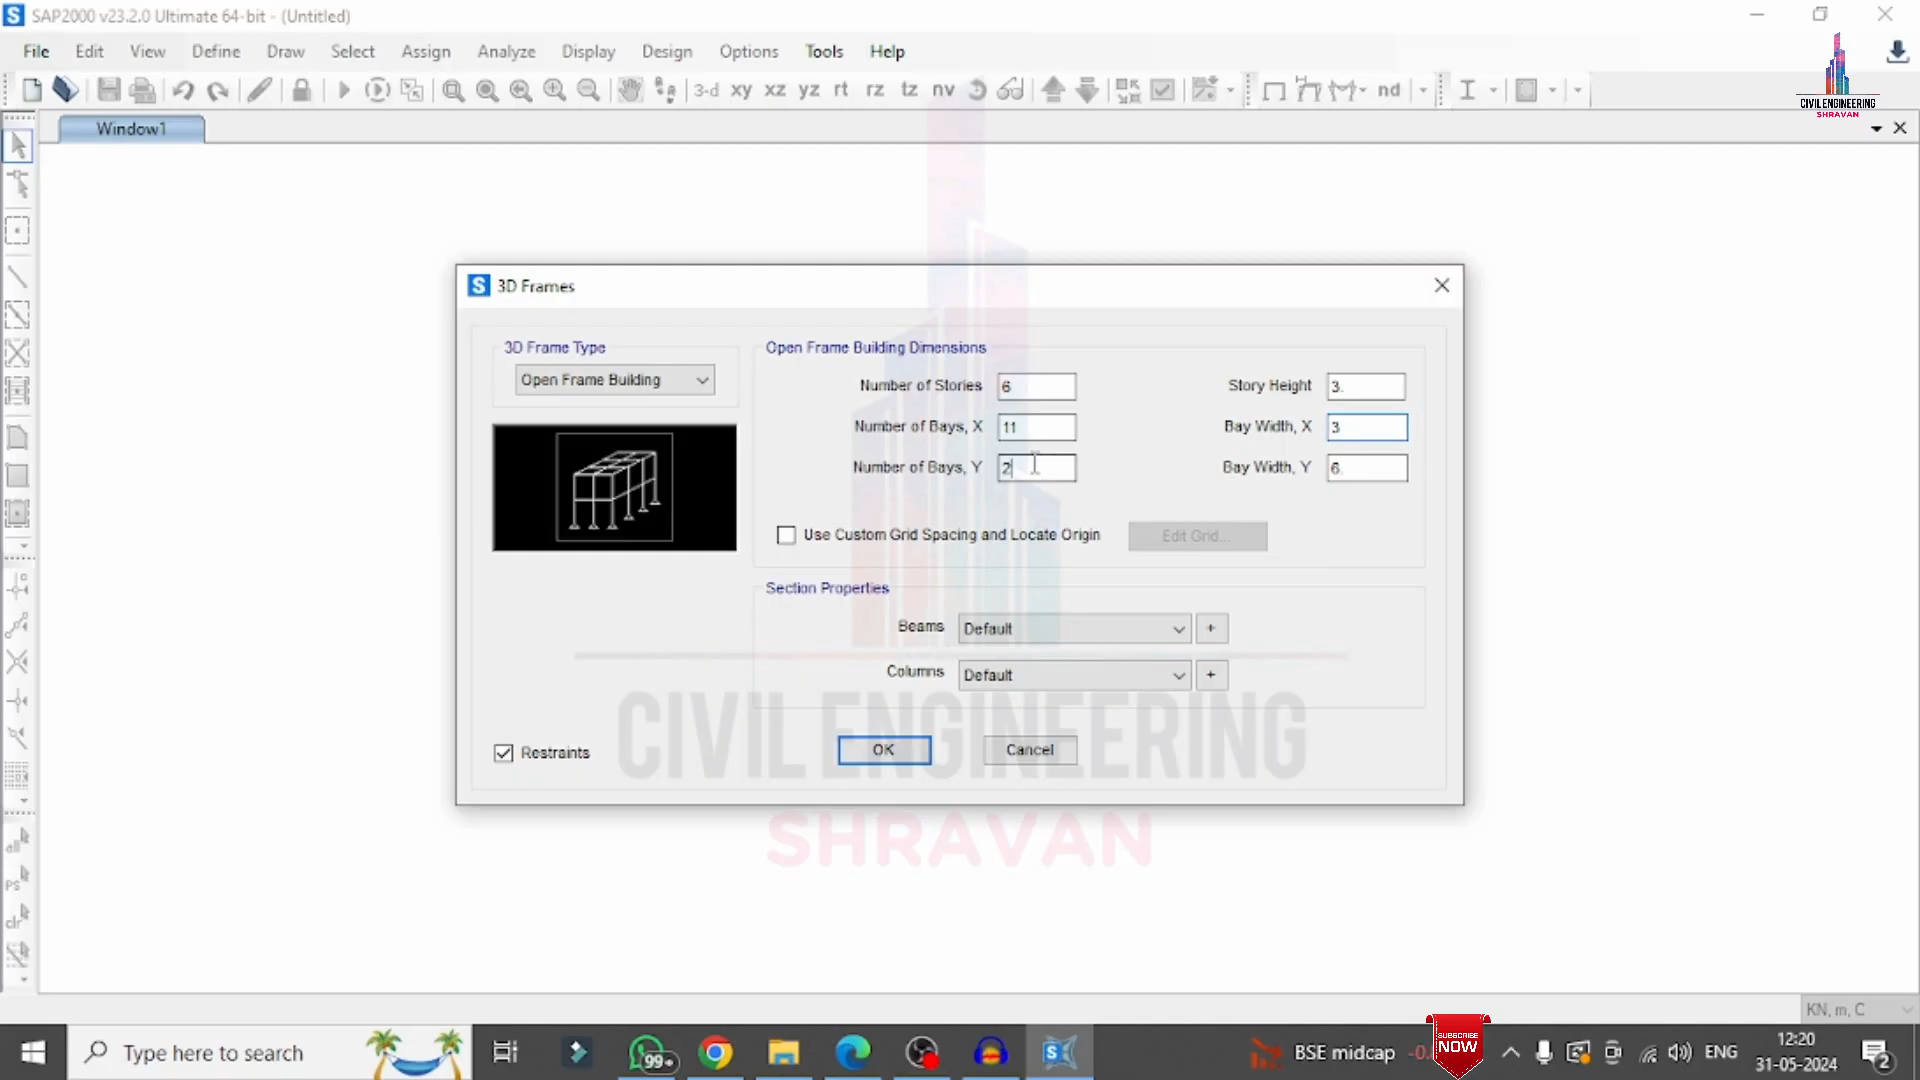 SAP2000 v23.2.0 Ultimate 64-bit - (Untitled)
File Edit View Define Draw Select Assign Analyze Display Design Options Tools Help
3-d xy xz yz rt rz tz nv nd
CIVIL ENGINEERING
SHRAVAN
Window1
3D Frames
3D Frame Type
Open Frame Building
Open Frame Building Dimensions
Number of Stories 6
Story Height 3.
Number of Bays, X 11
Bay Width, X 3
Number of Bays, Y 2
Bay Width, Y 6.
Use Custom Grid Spacing and Locate Origin
Edit Grid...
Section Properties
Beams Default +
Columns Default +
Restraints
OK
Cancel
CIVIL ENGINEERING
SHRAVAN
all
PS
clr
KN, m, C
Type here to search
99+
BSE midcap -0.
SUBSCRIBE
NOW
ENG
12:20
31-05-2024
2